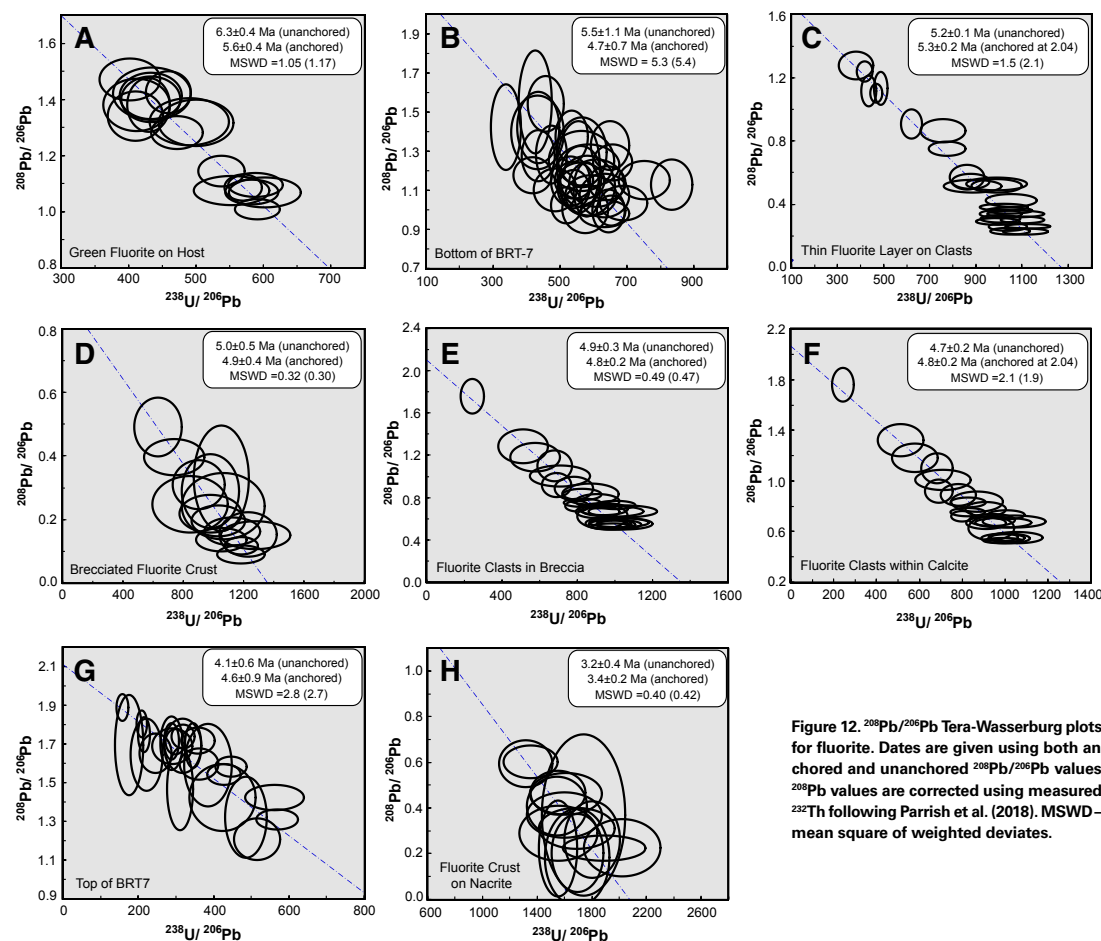 A
6.3±0.4 Ma (unanchored)
5.6±0.4 Ma (anchored)
MSWD =1.05 (1.17)
1.6
1.4
1.2
1.0
0.8
²⁰⁸Pb/ ²⁰⁶Pb
Green Fluorite on Host
300 400 500 600 700
²³⁸U/ ²⁰⁶Pb
B
5.5±1.1 Ma (unanchored)
4.7±0.7 Ma (anchored)
MSWD = 5.3 (5.4)
1.9
1.7
1.5
1.3
1.1
0.9
0.7
²⁰⁸Pb/ ²⁰⁶Pb
Bottom of BRT-7
100 300 500 700 900
²³⁸U/ ²⁰⁶Pb
C
5.2±0.1 Ma (unanchored)
5.3±0.2 Ma (anchored at 2.04)
MSWD =1.5 (2.1)
1.6
1.2
0.8
0.4
0.0
²⁰⁸Pb/ ²⁰⁶Pb
Thin Fluorite Layer on Clasts
100 300 500 700 900 1100 1300
²³⁸U/ ²⁰⁶Pb
D
5.0±0.5 Ma (unanchored)
4.9±0.4 Ma (anchored)
MSWD =0.32 (0.30)
0.8
0.6
0.4
0.2
0.0
²⁰⁸Pb/ ²⁰⁶Pb
Brecciated Fluorite Crust
0 400 800 1200 1600 2000
²³⁸U/ ²⁰⁶Pb
E
4.9±0.3 Ma (unanchored)
4.8±0.2 Ma (anchored)
MSWD =0.49 (0.47)
2.4
2.0
1.6
1.2
0.8
0.4
0.0
²⁰⁸Pb/ ²⁰⁶Pb
Fluorite Clasts in Breccia
0 200 400 600 800 1000 1200 1400 1600
²³⁸U/ ²⁰⁶Pb
F
4.7±0.2 Ma (unanchored)
4.8±0.2 Ma (anchored at 2.04)
MSWD =2.1 (1.9)
2.2
1.8
1.4
1.0
0.6
0.2
²⁰⁸Pb/ ²⁰⁶Pb
Fluorite Clasts within Calcite
0 200 400 600 800 1000 1200 1400
²³⁸U/ ²⁰⁶Pb
G
4.1±0.6 Ma (unanchored)
4.6±0.9 Ma (anchored)
MSWD =2.8 (2.7)
2.1
1.9
1.7
1.5
1.3
1.1
0.9
²⁰⁸Pb/ ²⁰⁶Pb
Top of BRT7
0 200 400 600 800
²³⁸U/ ²⁰⁶Pb
H
3.2±0.4 Ma (unanchored)
3.4±0.2 Ma (anchored)
MSWD =0.40 (0.42)
1.0
0.8
0.6
0.4
0.2
0.0
²⁰⁸Pb/ ²⁰⁶Pb
Fluorite Crust
on Nacrite
600 1000 1400 1800 2200 2600
²³⁸U/ ²⁰⁶Pb
Figure 12. ²⁰⁸Pb/²⁰⁶Pb Tera-Wasserburg plots
for fluorite. Dates are given using both an
chored and unanchored ²⁰⁸Pb/²⁰⁶Pb values
²⁰⁸Pb values are corrected using measured
²³²Th following Parrish et al. (2018). MSWD–
mean square of weighted deviates.